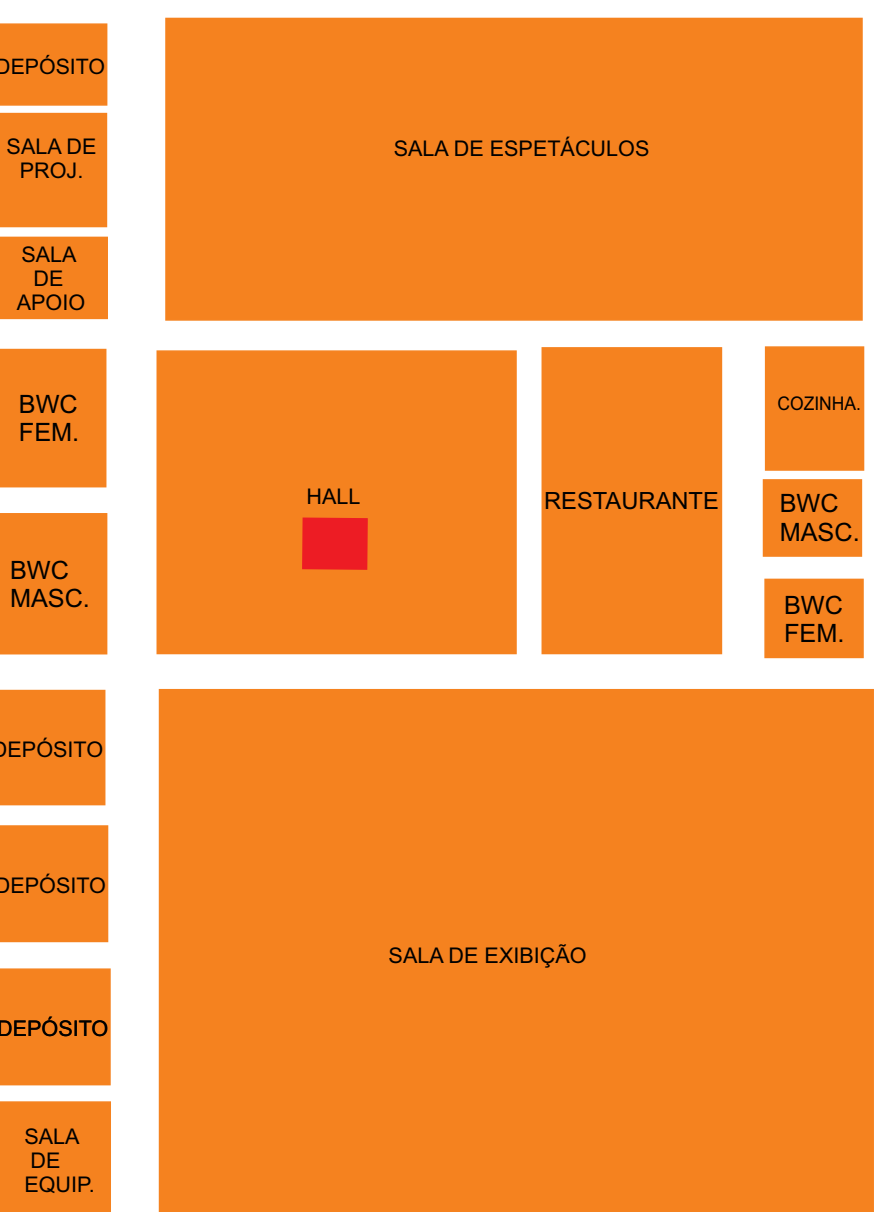 DEPÓSITO
SALA DE
PROJ.
SALA
DE
APOIO
SALA DE ESPETÁCULOS
BWC
FEM.
BWC
MASC.
HALL
RESTAURANTE
COZINHA.
BWC
MASC.
BWC
FEM.
DEPÓSITO
DEPÓSITO
DEPÓSITO
SALA
DE
EQUIP.
SALA DE EXIBIÇÃO